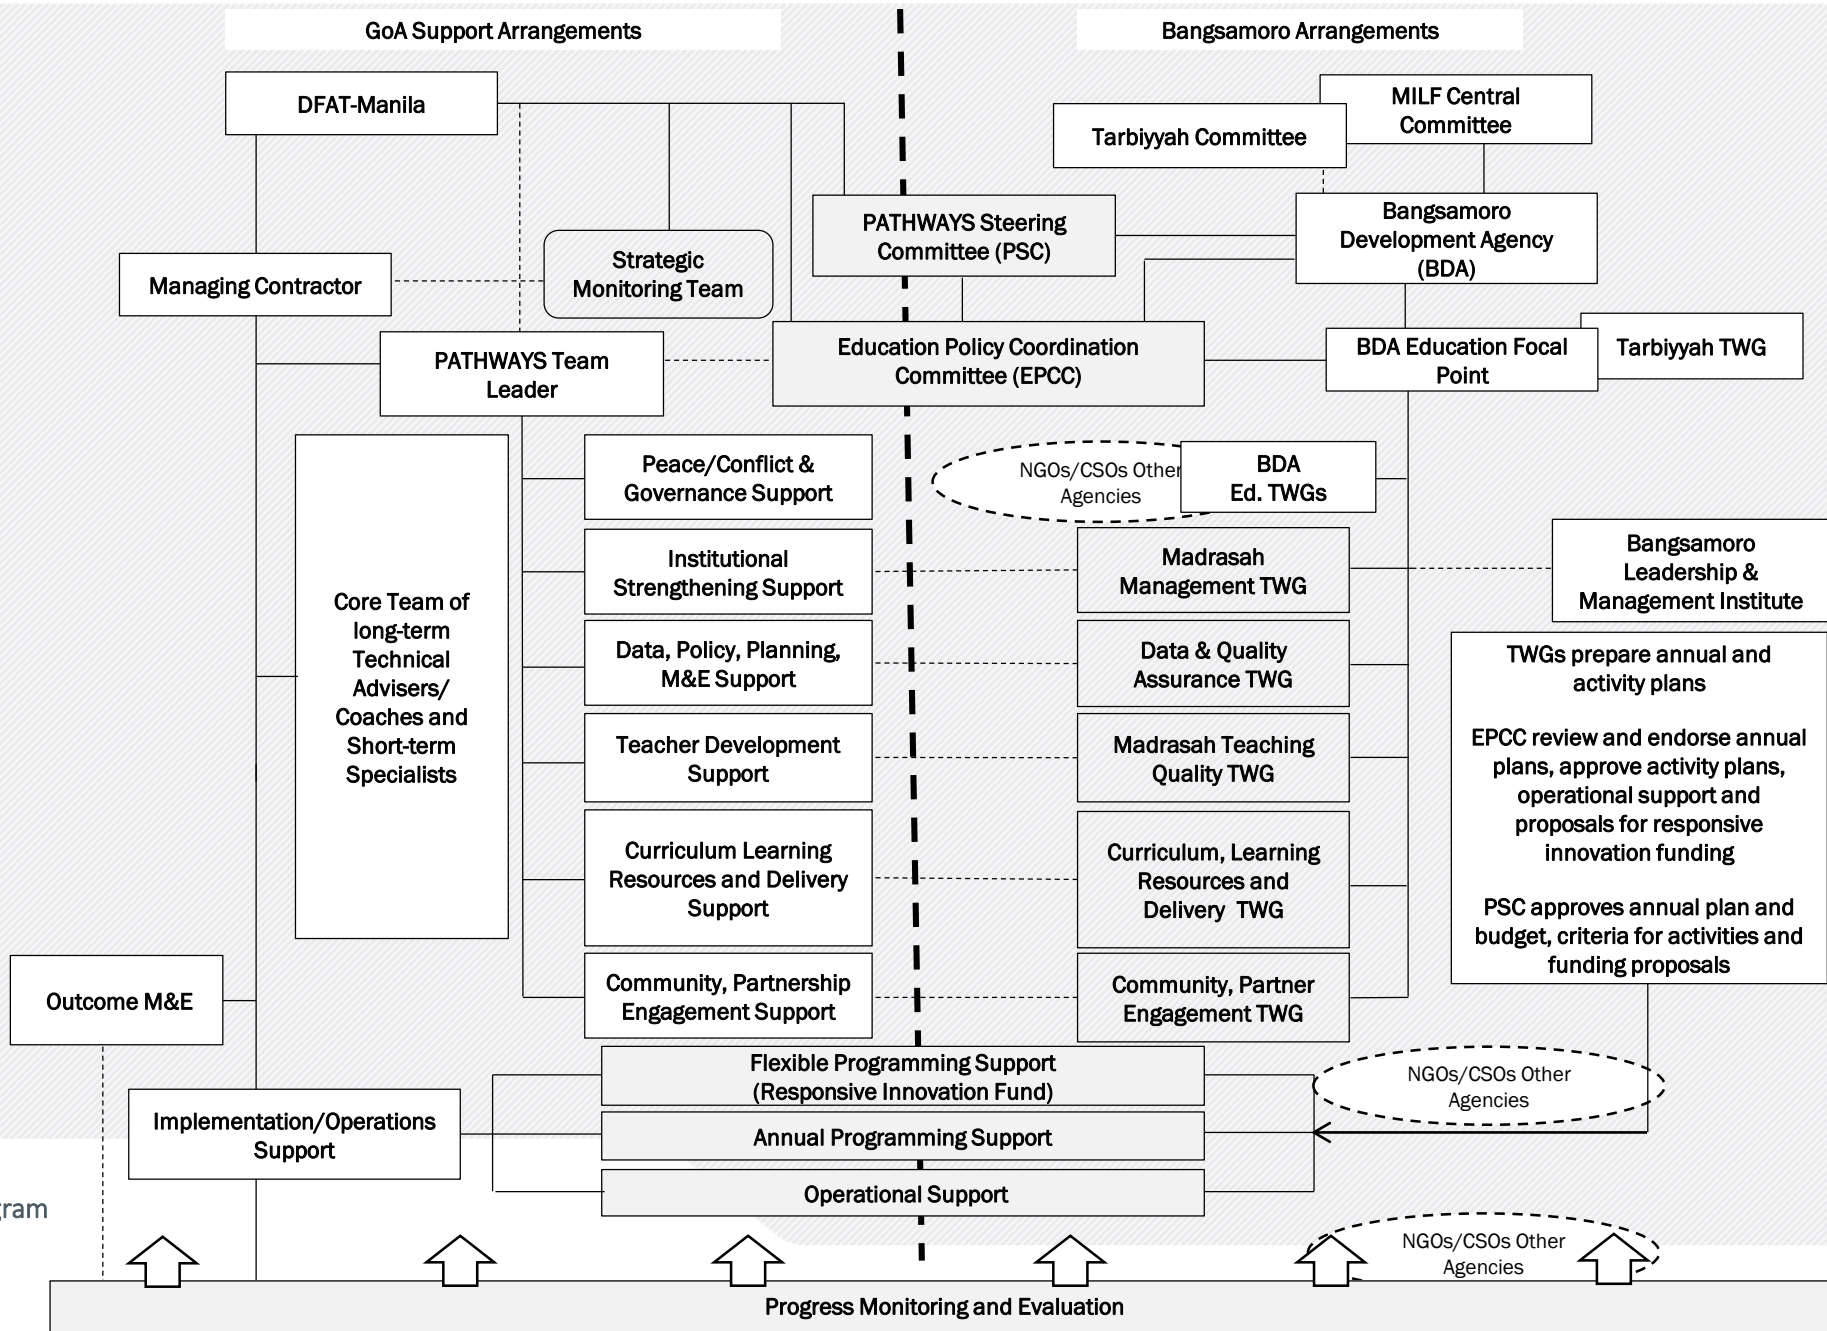 GoA Support Arrangements
Bangsamoro Arrangements
DFAT-Manila
MILF Central
Committee
Tarbiyyah Committee
PATHWAYS Steering
Committee (PSC)
Bangsamoro
Development Agency
(BDA)
Strategic
Monitoring Team
Managing Contractor
PATHWAYS Team
Leader
Education Policy Coordination
Committee (EPCC)
BDA Education Focal
Point
Tarbiyyah TWG
Peace/Conflict &
Governance Support
NGOs/CSOs Other
Agencies
BDA
Ed. TWGs
Institutional
Strengthening Support
Madrasah
Management TWG
Bangsamoro
Leadership &
Management Institute
Core Team of
long-term
Technical
Advisers/
Coaches and
Short-term
Specialists
Data, Policy, Planning,
M&E Support
Data & Quality
Assurance TWG
TWGs prepare annual and
activity plans
EPCC review and endorse annual
plans, approve activity plans,
operational support and
proposals for responsive
innovation funding
PSC approves annual plan and
budget, criteria for activities and
funding proposals
Teacher Development
Support
Madrasah Teaching
Quality TWG
Curriculum Learning
Resources and Delivery
Support
Curriculum, Learning
Resources and
Delivery TWG
Outcome M&E
Community, Partnership
Engagement Support
Community, Partner
Engagement TWG
Flexible Programming Support
(Responsive Innovation Fund)
NGOs/CSOs Other
Agencies
Implementation/Operations
Support
Annual Programming Support
Operational Support
gram
NGOs/CSOs Other
Agencies
Progress Monitoring and Evaluation